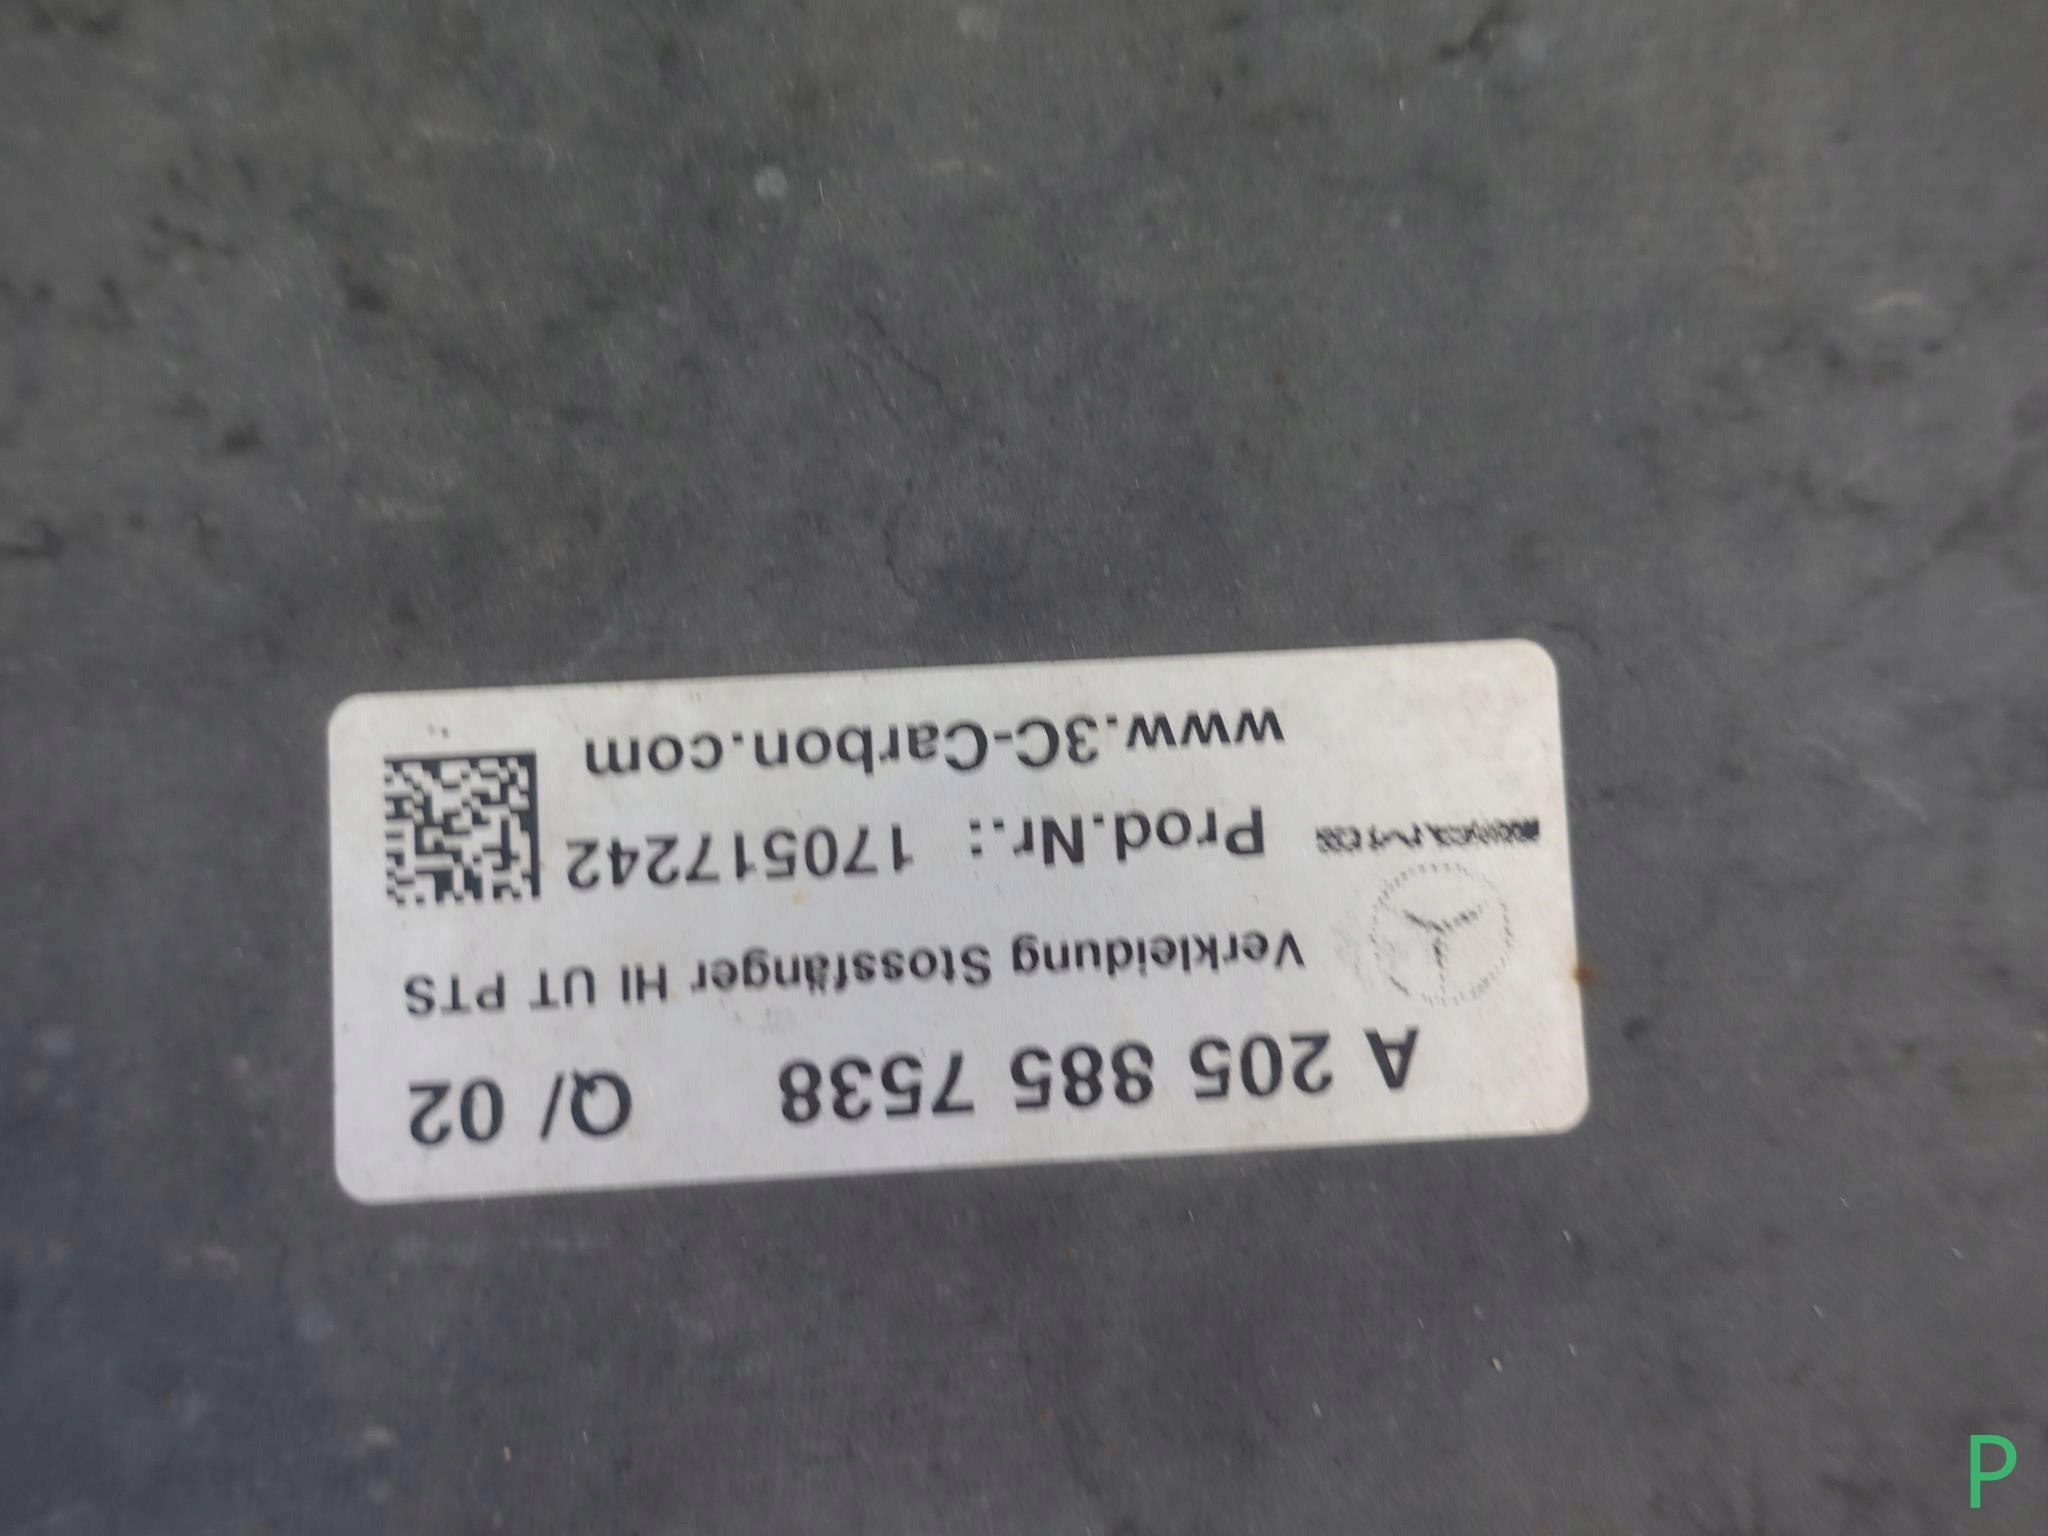 A 205 885 7538 Q/ 02
Verkleidung Stossfänger HI UT PTS
Prod.Nr.: 170517242
www.3C-Carbon.com
P